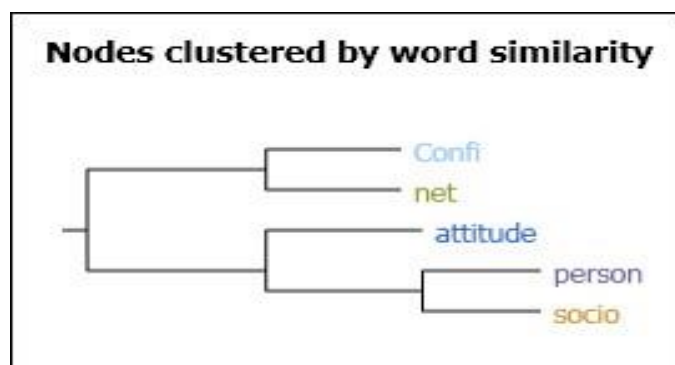 Nodes clustered by word similarity
Confi
net
attitude
person
socio